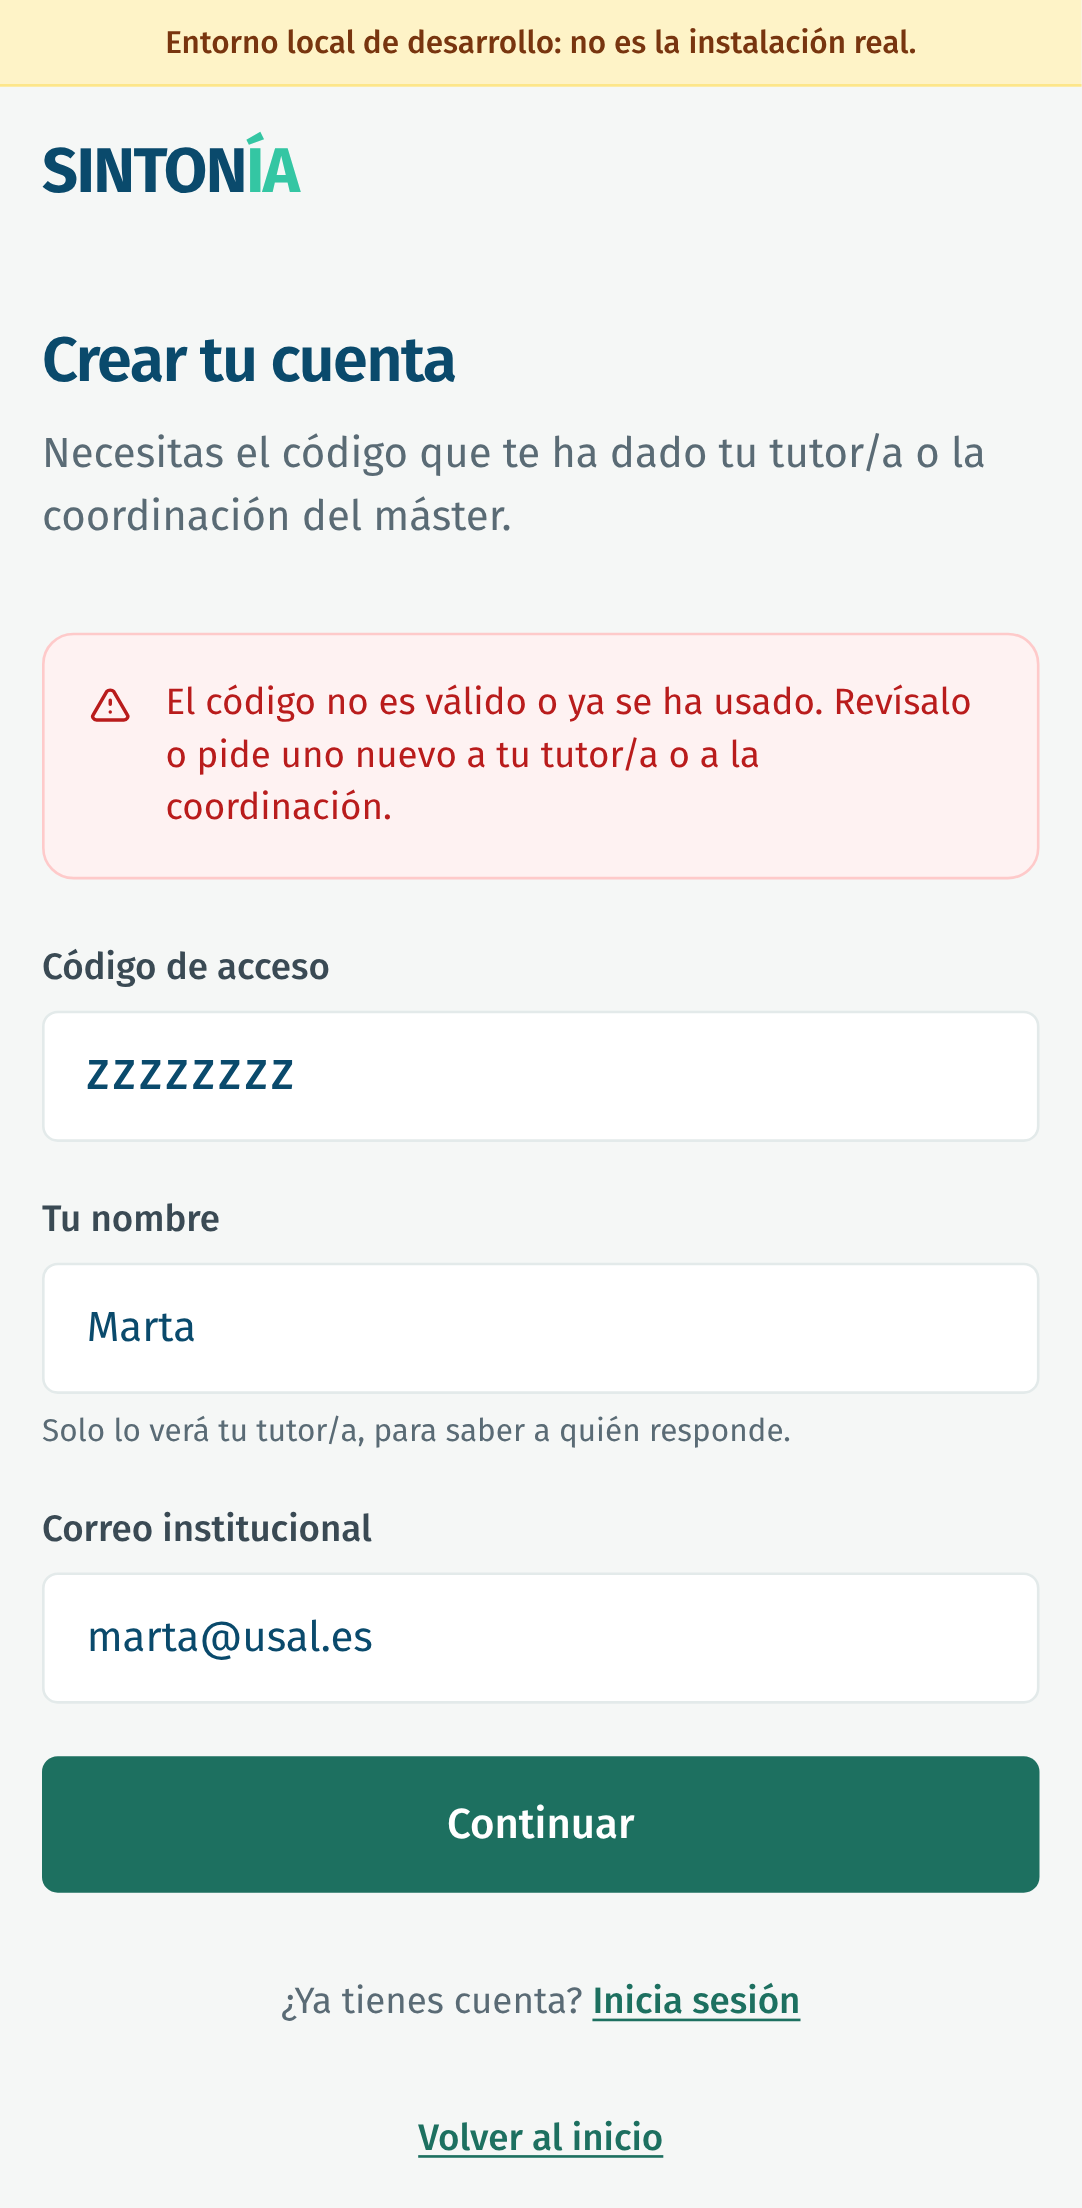 Entorno local de desarrollo: no es la instalación real.
SINTONÍA
Crear tu cuenta
Necesitas el código que te ha dado tu tutor/a o la
coordinación del máster.
El código no es válido o ya se ha usado. Revísalo
o pide uno nuevo a tu tutor/a o a la
coordinación.
Código de acceso
ZZZZZZZZ
Tu nombre
Marta
Solo lo verá tu tutor/a, para saber a quién responde.
Correo institucional
marta@usal.es
Continuar
¿Ya tienes cuenta? Inicia sesión
Volver al inicio